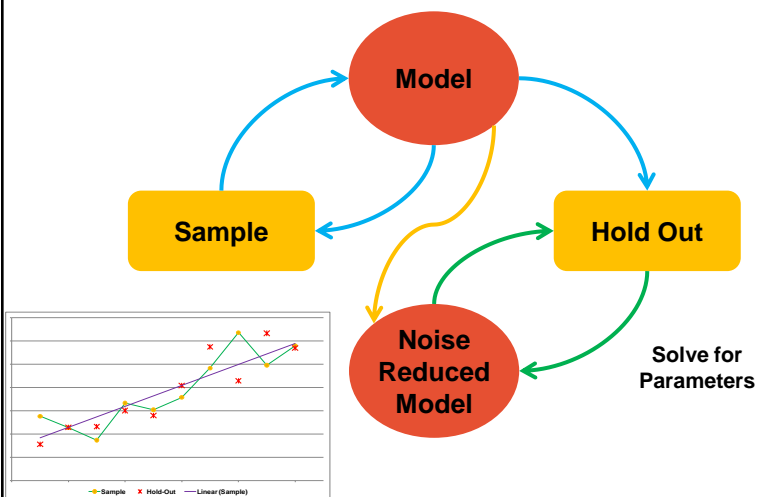 Model
Sample
Hold Out
Noise
Reduced
Model
Solve for
Parameters
Sample
Hold-Out
Linear (Sample)